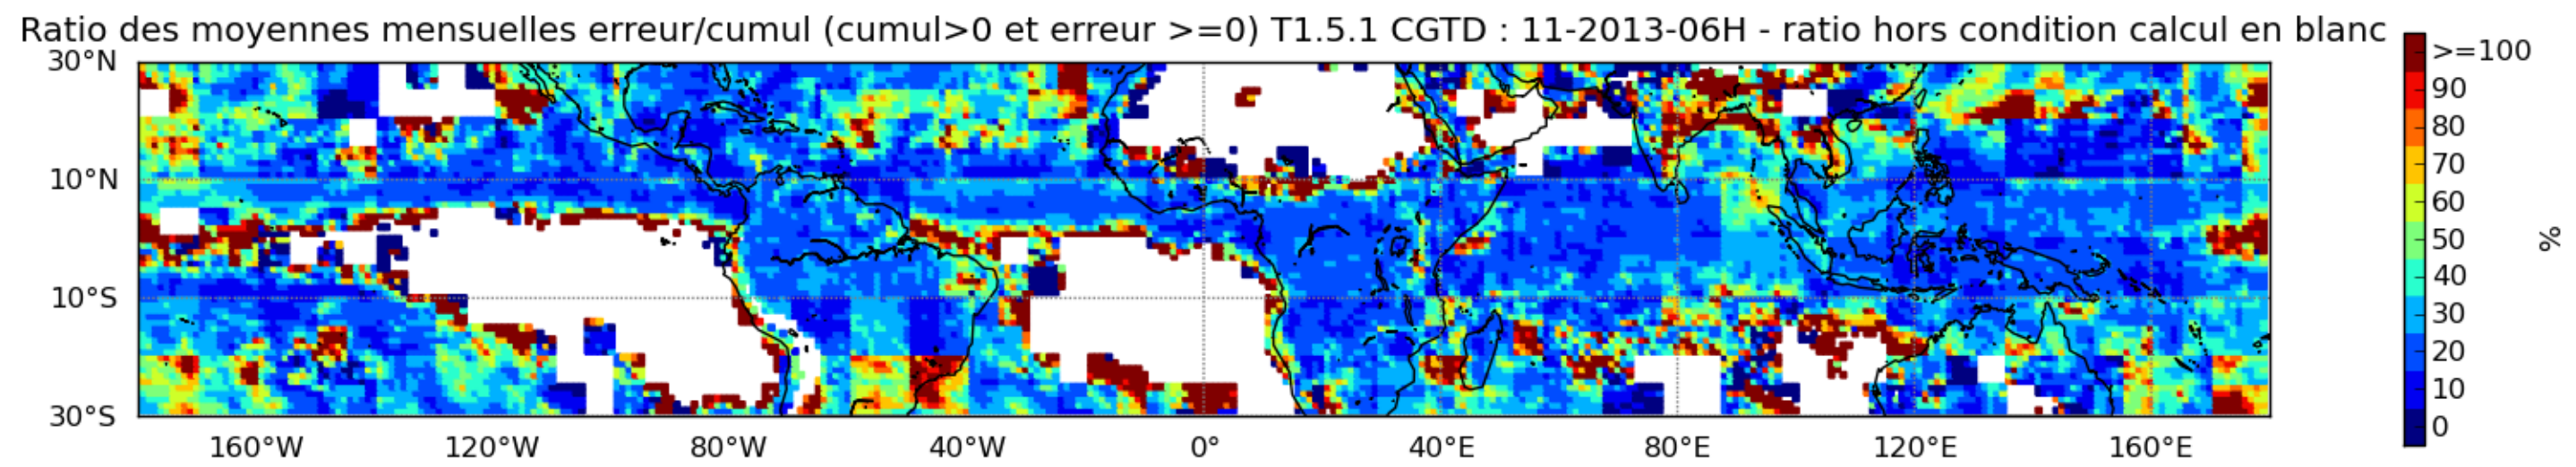 Ratio des moyennes mensuelles erreur/cumul (cumul>0 et erreur >=0) T1.5.1 CGTD : 11-2013-06H - ratio hors condition calcul en blanc
30°N
10°N
10°S
30°S
160°W 120°W 80°W 40°W 0° 40°E 80°E 120°E 160°E
>=100
90
80
70
60
50
40
30
20
10
0
%